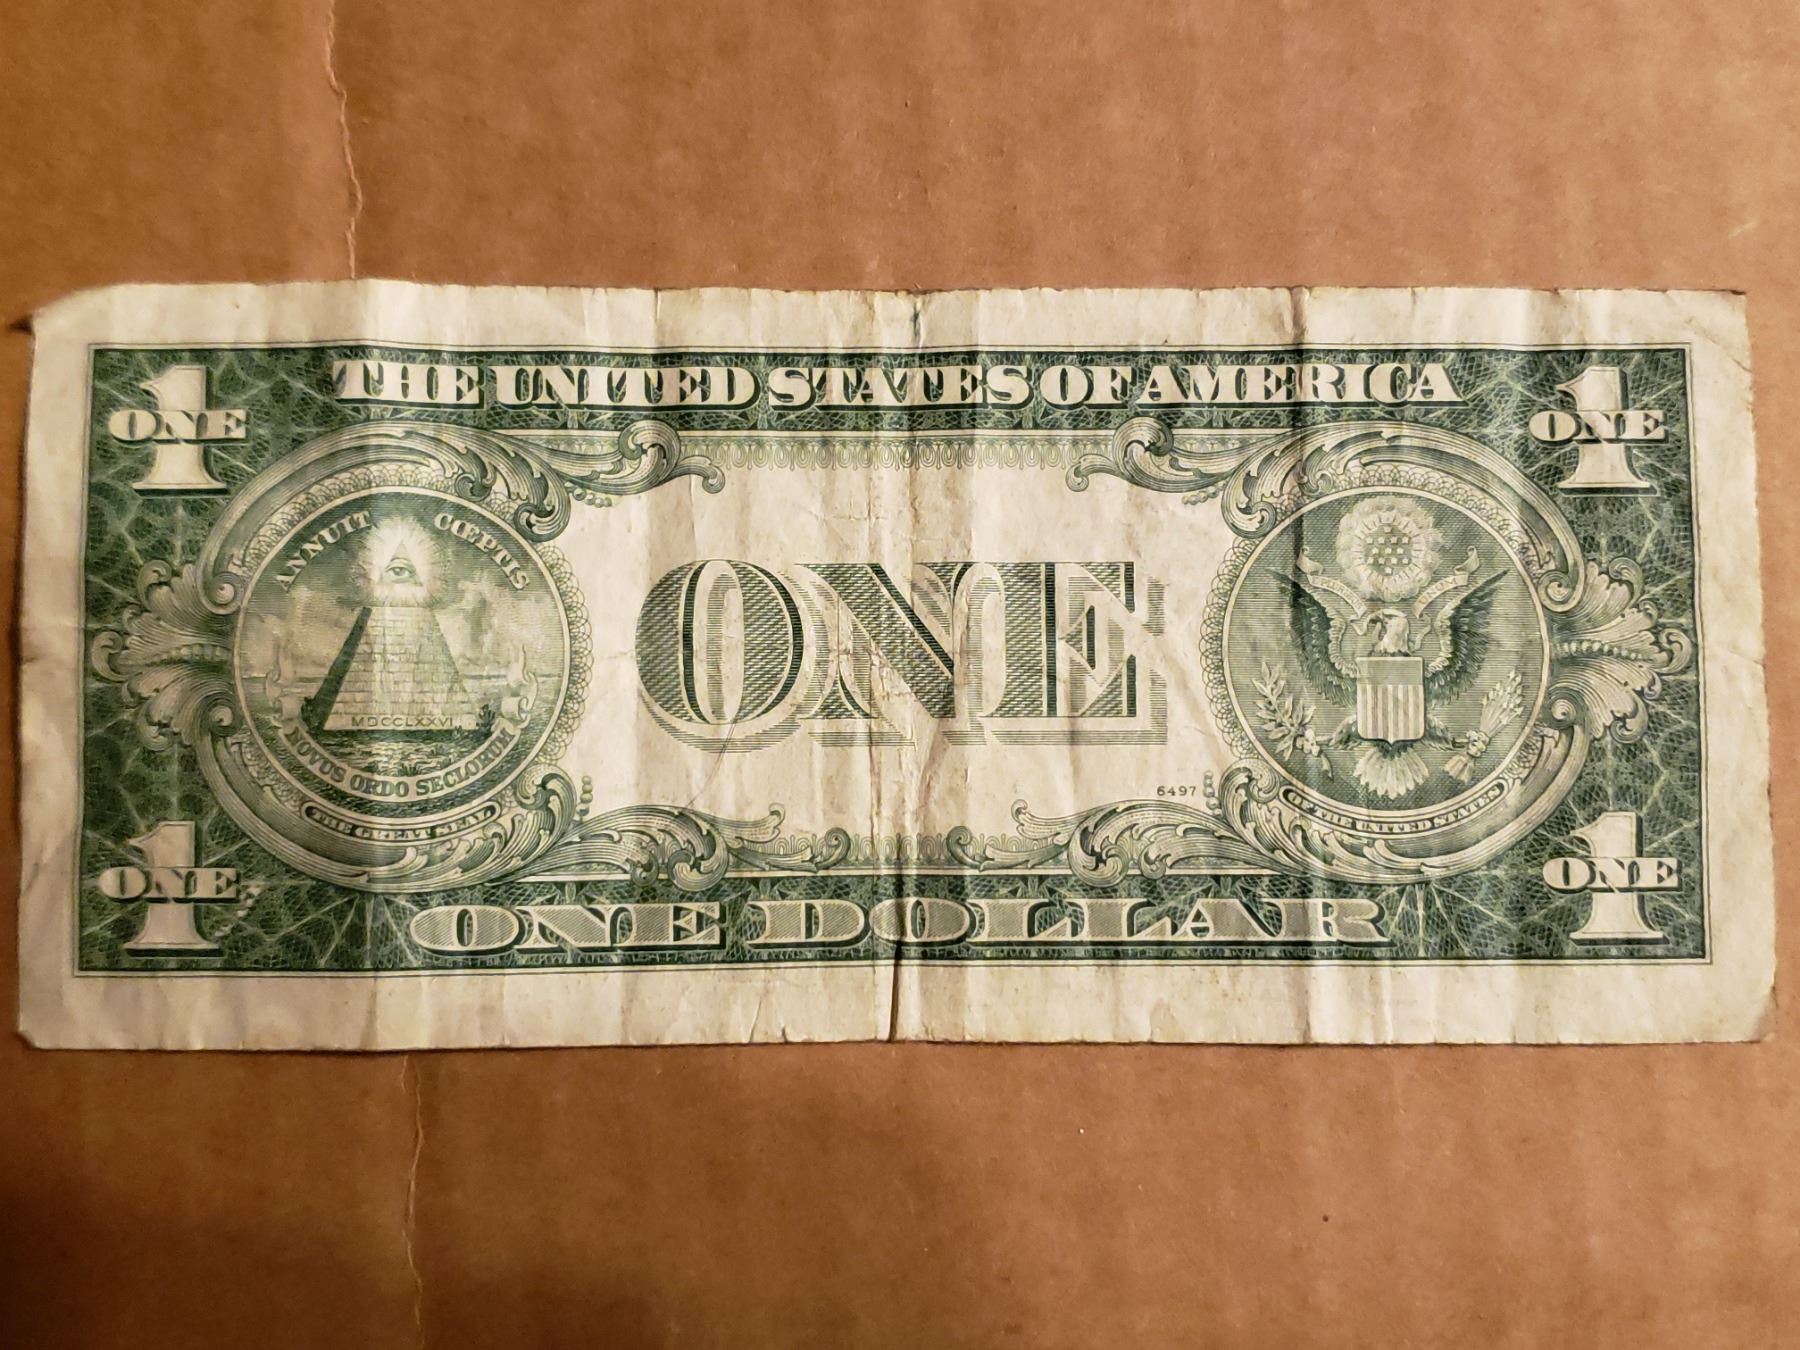 THE UNITED STATES OF AMERICA
1 ONE
1 ONE
ANNUIT CŒPTIS
MDCCLXXVI
NOVUS ORDO SECLORUM
THE GREAT SEAL
ONE
6497
OF THE UNITED STATES
1 ONE
1 ONE
ONE DOLLAR